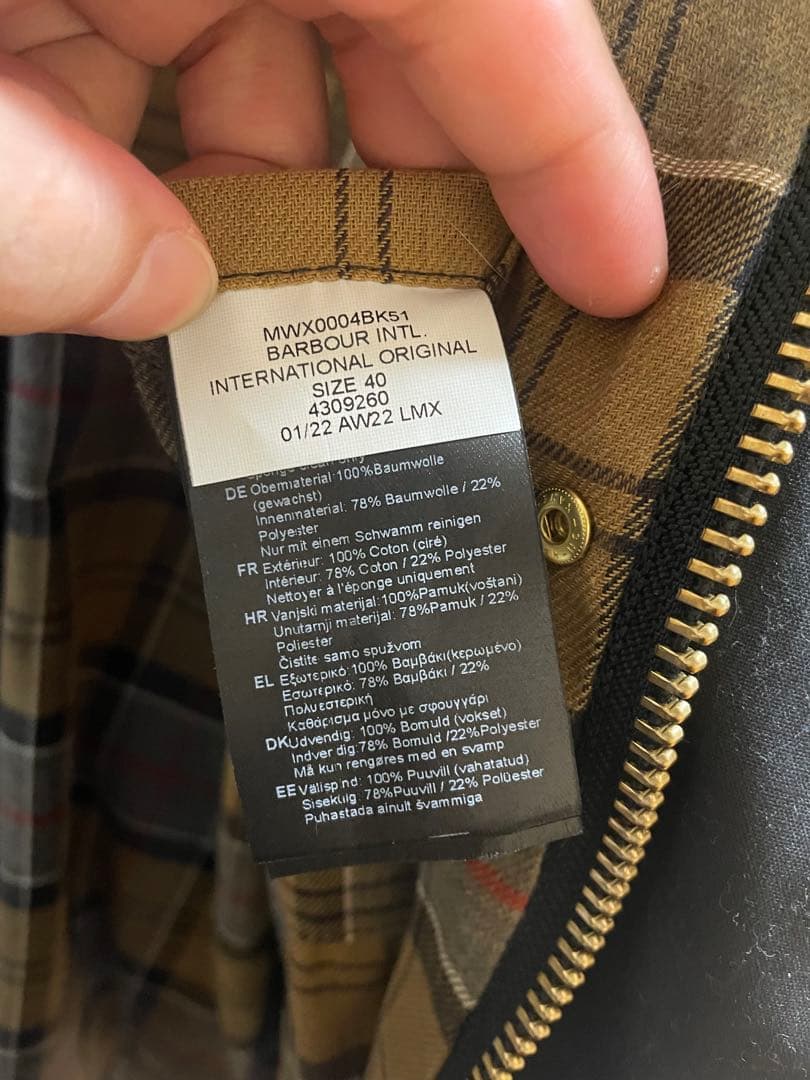 MWX0004BK51
BARBOUR INTL.
INTERNATIONAL ORIGINAL
SIZE 40
4309260
01/22 AW22 LMX
sponge clean only
DE Obermaterial:100%Baumwolle
(gewachst)
Innenmaterial: 78% Baumwolle / 22%
Polyester
Nur mit einem Schwamm reinigen
FR Extérieur: 100% Coton (ciré)
Intérieur: 78% Coton / 22% Polyester
Nettoyer à l'éponge uniquement
HR Vanjski materijal:100%Pamuk(voštani)
Unutarnji materijal: 78%Pamuk / 22%
Poliester
Čistite samo spužvom
EL Εξωτερικό:100% Βαμβάκι(κερωμένο)
Εσωτερικό: 78% Βαμβάκι / 22%
Πολυεστερική
Καθάρισμα μόνο με σφουγγάρι
DK Udvendig: 100% Bomuld (vokset)
Indverdig:78% Bomuld /22%Polyester
Må kun rengøres med en svamp
EE Välispind: 100% Puuvill (vahatatud)
Sisekülg: 78%Puuvill / 22% Polüester
Puhastada ainult švammiga